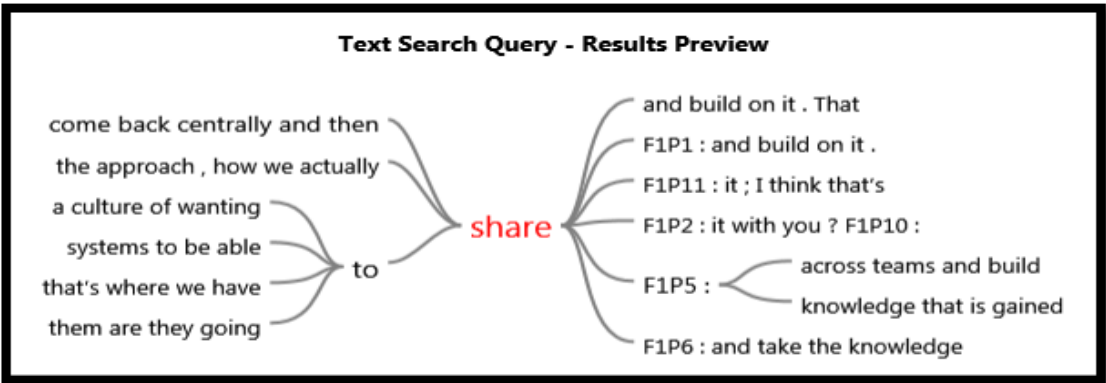 Text Search Query - Results Preview
come back centrally and then
the approach , how we actually
a culture of wanting
systems to be able
that's where we have
them are they going
to
share
and build on it . That
F1P1 : and build on it .
F1P11 : it ; I think that's
F1P2 : it with you ? F1P10 :
F1P5 :
across teams and build
knowledge that is gained
F1P6 : and take the knowledge